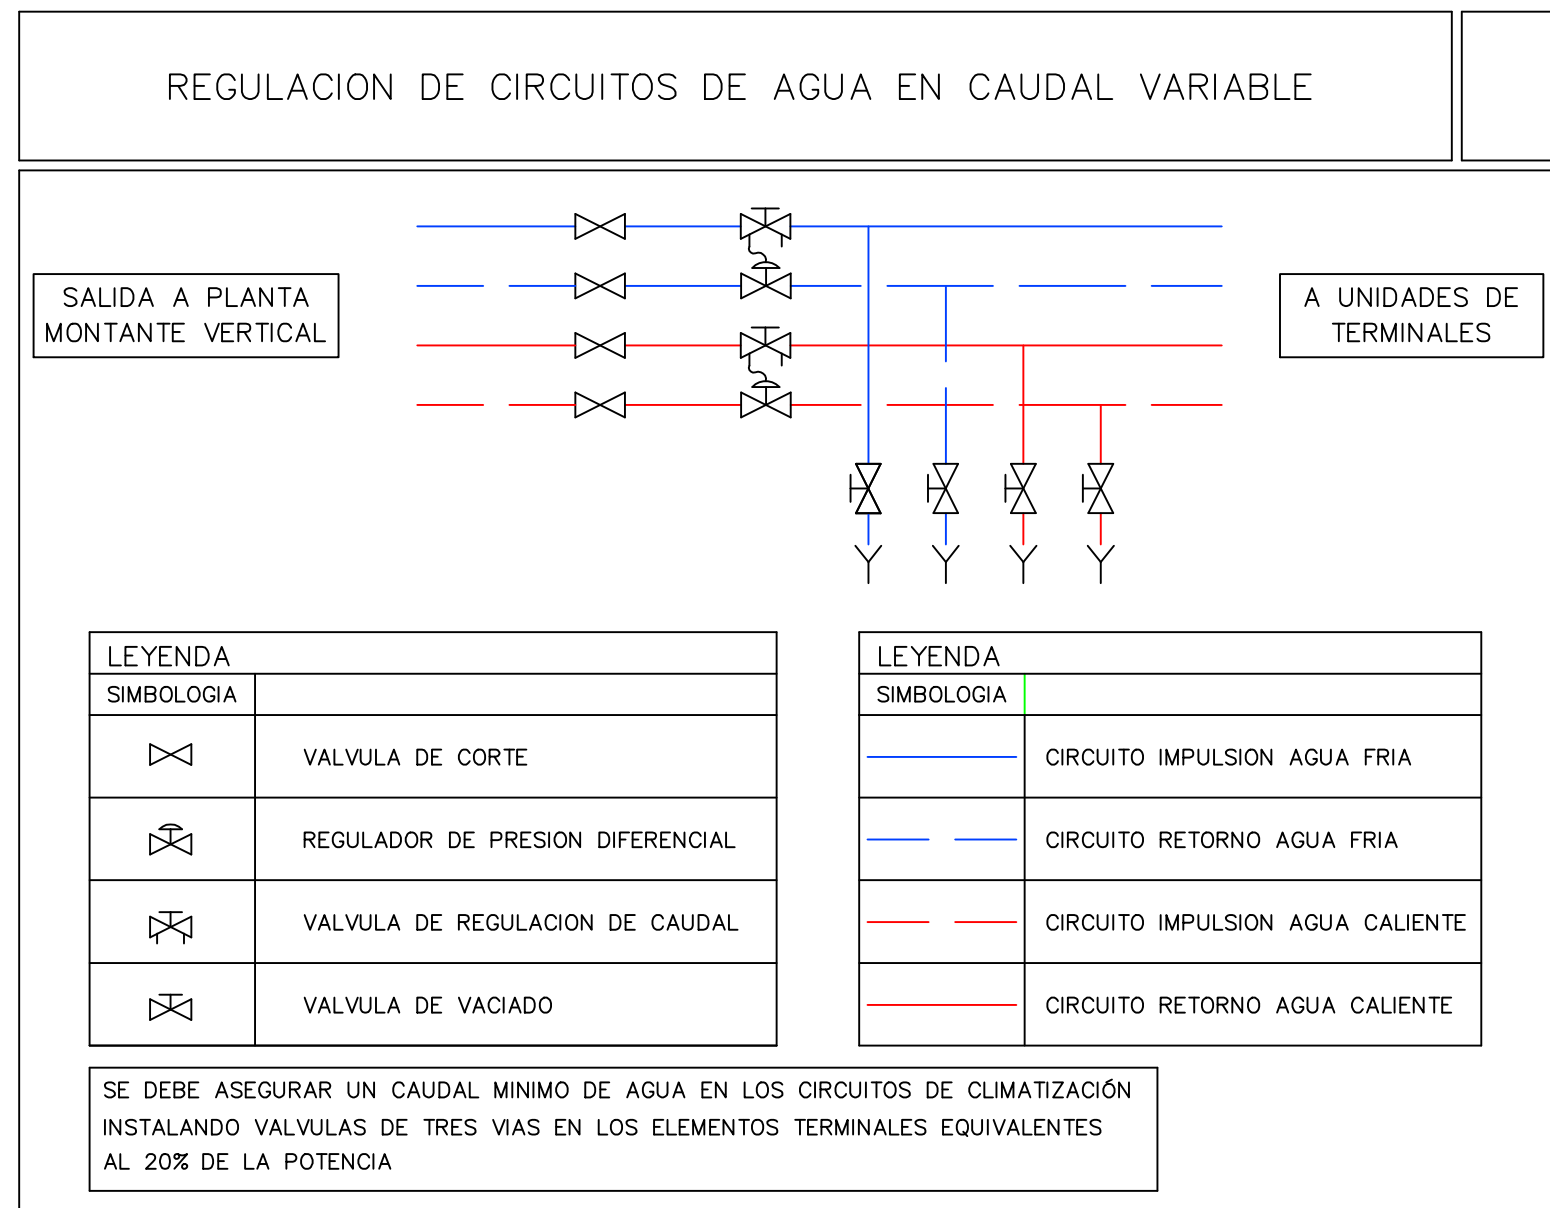 REGULACION DE CIRCUITOS DE AGUA EN CAUDAL VARIABLE
SALIDA A PLANTA
MONTANTE VERTICAL
A UNIDADES DE
TERMINALES
LEYENDA
SIMBOLOGIA
VALVULA DE CORTE
REGULADOR DE PRESION DIFERENCIAL
VALVULA DE REGULACION DE CAUDAL
VALVULA DE VACIADO
LEYENDA
SIMBOLOGIA
CIRCUITO IMPULSION AGUA FRIA
CIRCUITO RETORNO AGUA FRIA
CIRCUITO IMPULSION AGUA CALIENTE
CIRCUITO RETORNO AGUA CALIENTE
SE DEBE ASEGURAR UN CAUDAL MINIMO DE AGUA EN LOS CIRCUITOS DE CLIMATIZACIÓN
INSTALANDO VALVULAS DE TRES VIAS EN LOS ELEMENTOS TERMINALES EQUIVALENTES
AL 20% DE LA POTENCIA